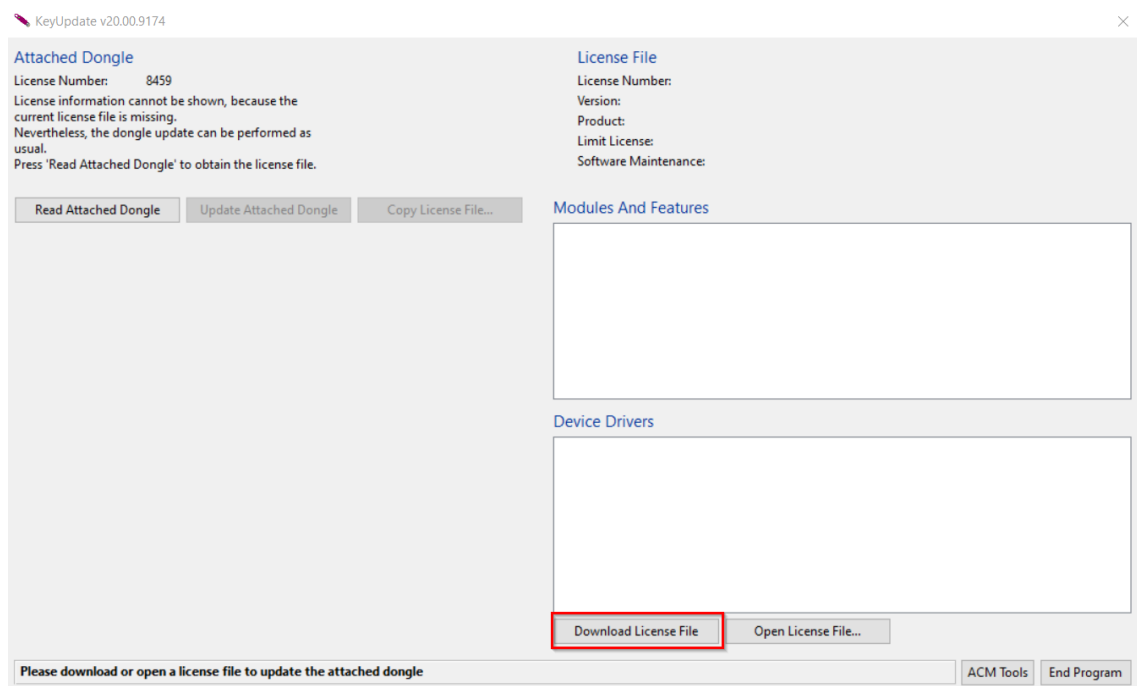 KeyUpdate v20.00.9174
Attached Dongle
License Number: 8459
License information cannot be shown, because the
current license file is missing.
Nevertheless, the dongle update can be performed as
usual.
Press 'Read Attached Dongle' to obtain the license file.
Read Attached Dongle
Update Attached Dongle
Copy License File...
License File
License Number:
Version:
Product:
Limit License:
Software Maintenance:
Modules And Features
Device Drivers
Download License File
Open License File...
Please download or open a license file to update the attached dongle
ACM Tools
End Program